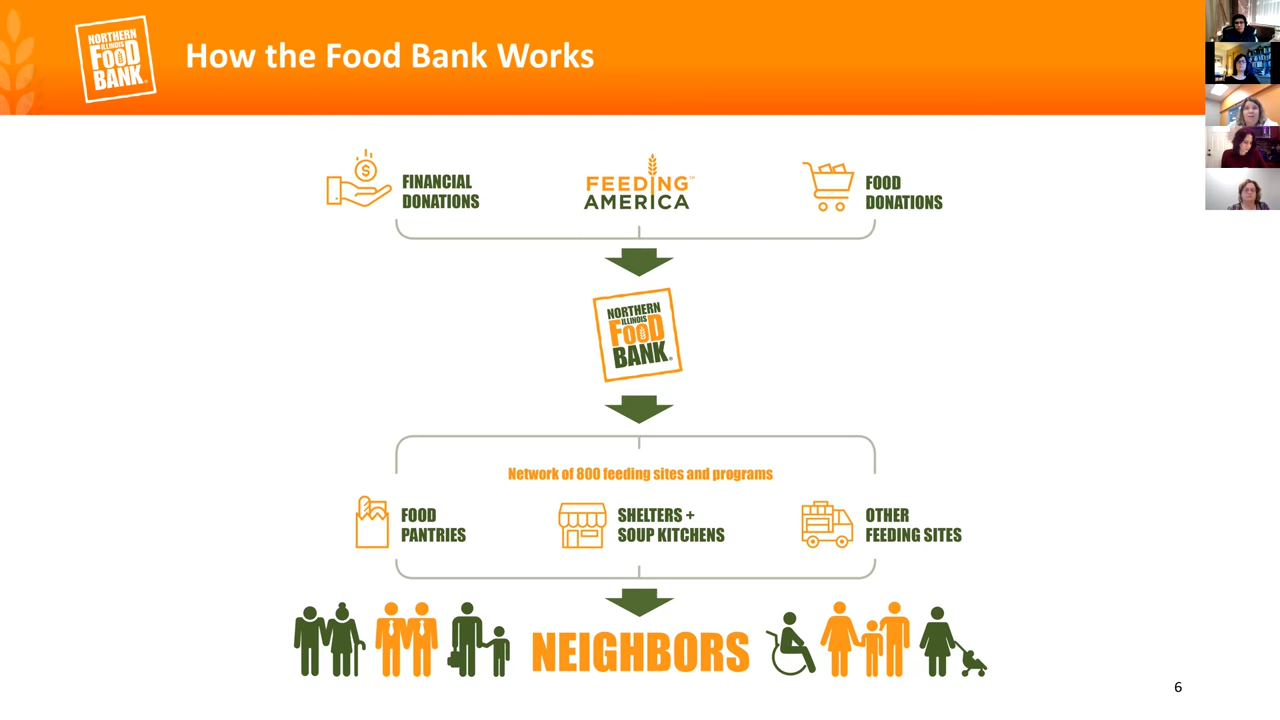 NORTHERN
ILLINOIS
FOOD
BANK®
How the Food Bank Works
FINANCIAL
DONATIONS
FEEDING™
AMERICA
FOOD
DONATIONS
NORTHERN
ILLINOIS
FOOD
BANK®
Network of 800 feeding sites and programs
FOOD
PANTRIES
SHELTERS +
SOUP KITCHENS
OTHER
FEEDING SITES
NEIGHBORS
6